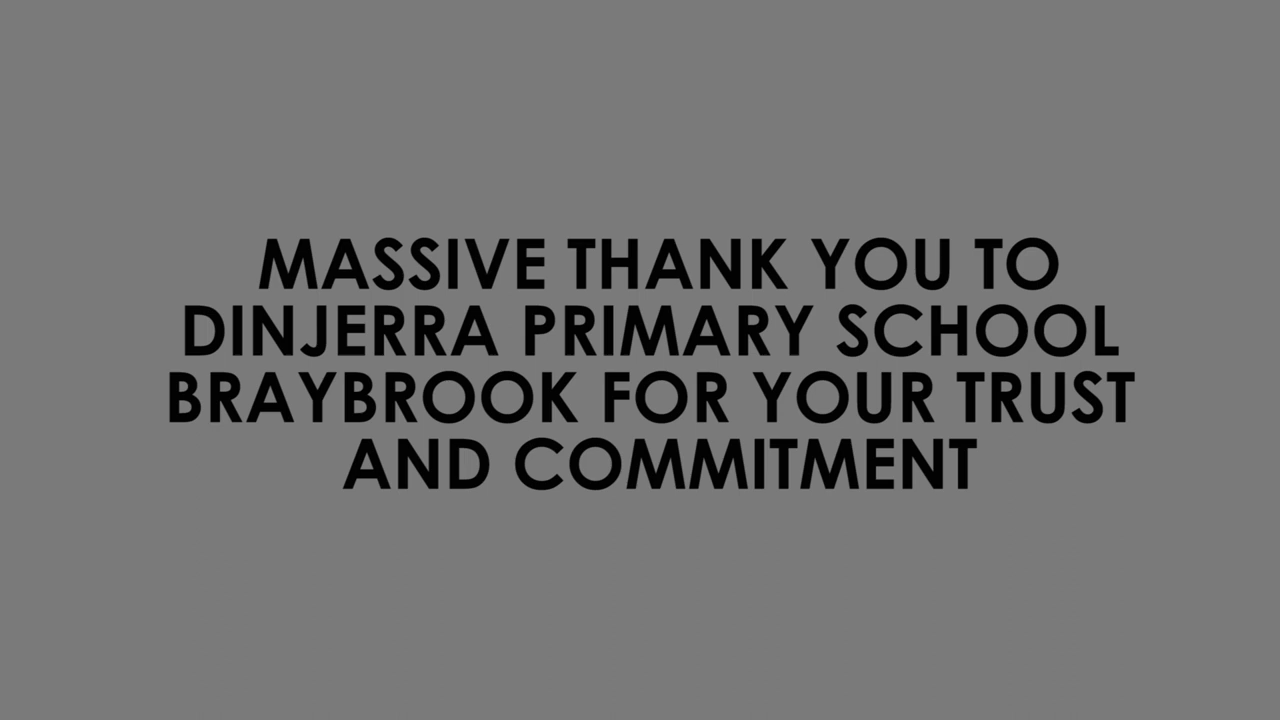 MASSIVE THANK YOU TO
DINJERRA PRIMARY SCHOOL
BRAYBROOK FOR YOUR TRUST
AND COMMITMENT